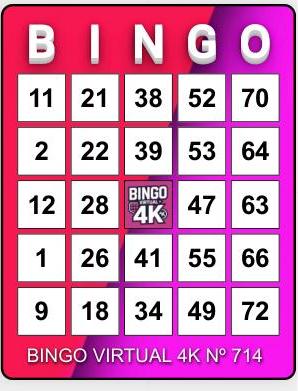 B I N G O
11 21 38 52 70
2 22 39 53 64
12 28 BINGO VIRTUAL 4K 47 63
1 26 41 55 66
9 18 34 49 72
BINGO VIRTUAL 4K Nº 714